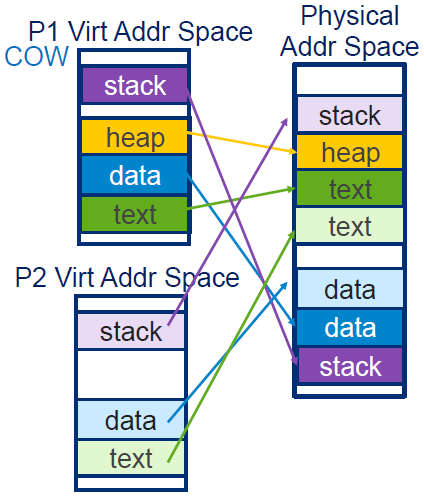 P1 Virt Addr Space
COW
stack
heap
data
text
P2 Virt Addr Space
stack
data
text
Physical
Addr Space
stack
heap
text
text
data
data
stack